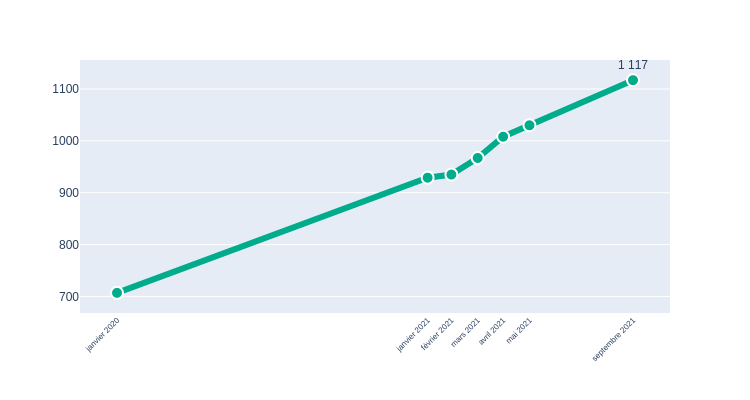 1 117
1100
1000
900
800
700
janvier 2020
janvier 2021
février 2021
mars 2021
avril 2021
mai 2021
septembre 2021